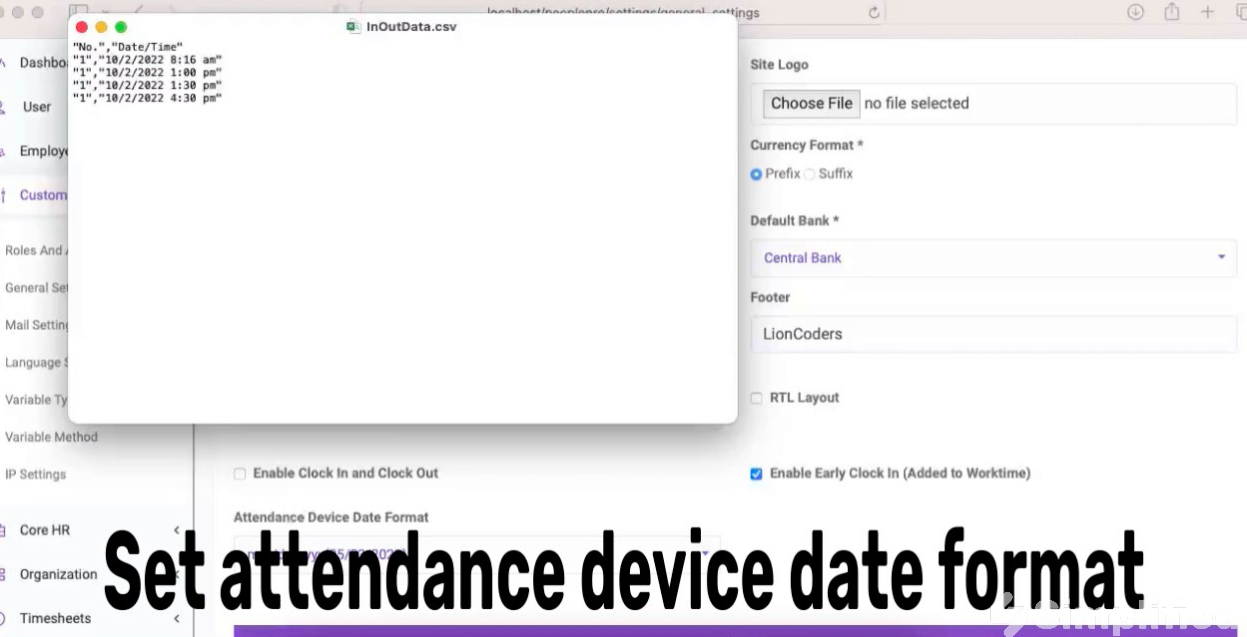 localhost/peoplepro/settings/general_settings
InOutData.csv
"No.","Date/Time"
"1","10/2/2022 8:16 am"
"1","10/2/2022 1:00 pm"
"1","10/2/2022 1:30 pm"
"1","10/2/2022 4:30 pm"
Dashbo
User
Employe
Custom
Roles And
General Set
Mail Setting
Language S
Variable Ty
Variable Method
IP Settings
Core HR
Organization
Timesheets
Site Logo
Choose File no file selected
Currency Format *
Prefix Suffix
Default Bank *
Central Bank
Footer
LionCoders
RTL Layout
Enable Clock In and Clock Out
Enable Early Clock In (Added to Worktime)
Attendance Device Date Format
Set attendance device date format